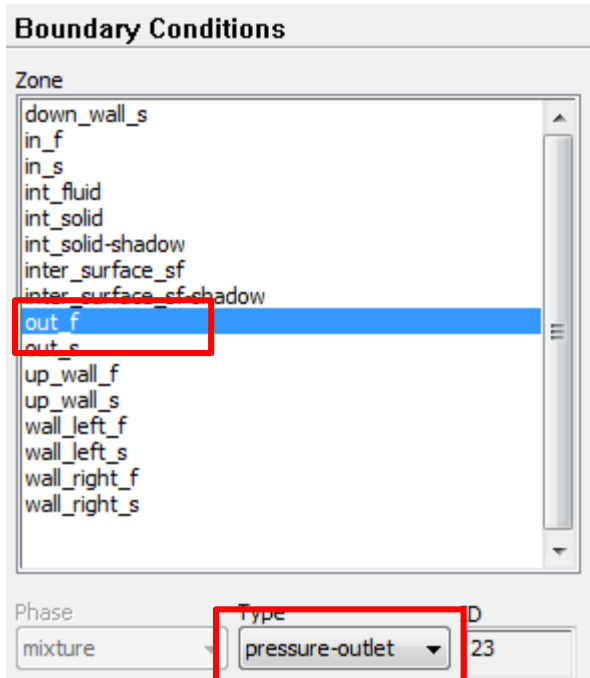 Boundary Conditions
Zone
down_wall_s
in_f
in_s
int_fluid
int_solid
int_solid-shadow
inter_surface_sf
inter_surface_sf-shadow
out_f
out_s
up_wall_f
up_wall_s
wall_left_f
wall_left_s
wall_right_f
wall_right_s
Phase Type ID
mixture pressure-outlet 23